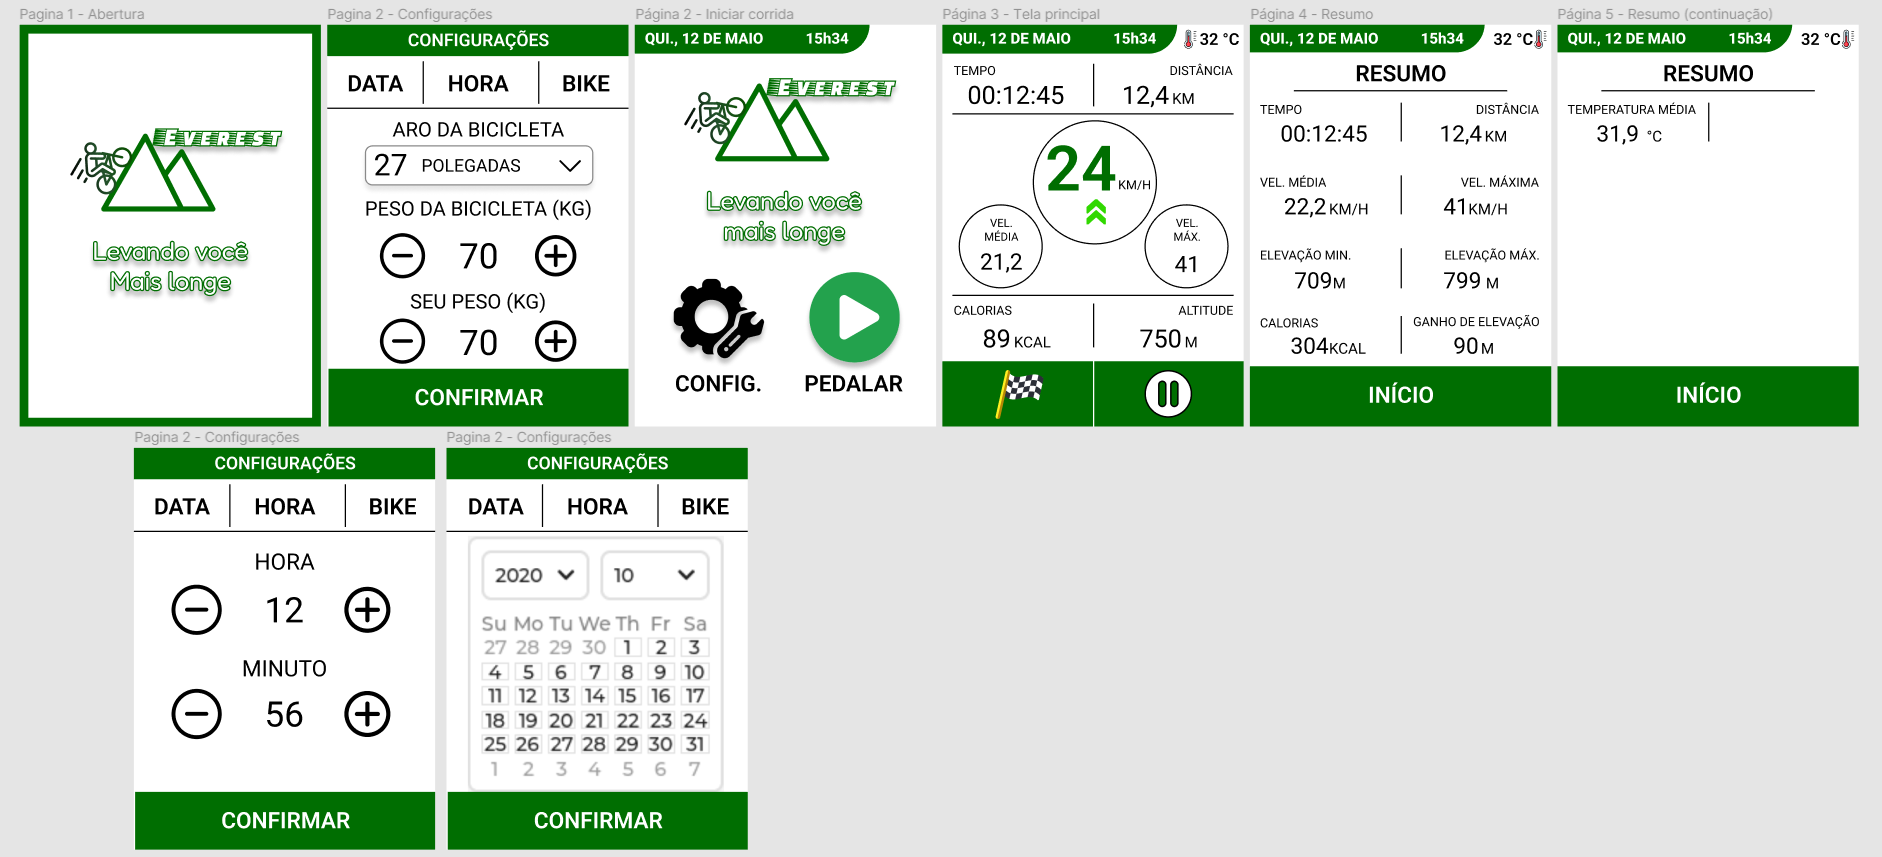 Pagina 1 - Abertura
EVEREST
Levando você
Mais longe
Pagina 2 - Configurações
CONFIGURAÇÕES
DATA HORA BIKE
ARO DA BICICLETA
27 POLEGADAS
PESO DA BICICLETA (KG)
70
SEU PESO (KG)
70
CONFIRMAR
Página 2 - Iniciar corrida
QUI., 12 DE MAIO 15h34
EVEREST
Levando você
mais longe
CONFIG. PEDALAR
Página 3 - Tela principal
QUI., 12 DE MAIO 15h34 32 °C
TEMPO DISTÂNCIA
00:12:45 12,4 KM
24 KM/H
VEL. MÉDIA
21,2
VEL. MÁX.
41
CALORIAS ALTITUDE
89 KCAL 750 M
Página 4 - Resumo
QUI., 12 DE MAIO 15h34 32 °C
RESUMO
TEMPO DISTÂNCIA
00:12:45 12,4 KM
VEL. MÉDIA VEL. MÁXIMA
22,2 KM/H 41KM/H
ELEVAÇÃO MIN. ELEVAÇÃO MÁX.
709M 799 M
CALORIAS GANHO DE ELEVAÇÃO
304KCAL 90 M
INÍCIO
Página 5 - Resumo (continuação)
QUI., 12 DE MAIO 15h34 32 °C
RESUMO
TEMPERATURA MÉDIA
31,9 °C
INÍCIO
Pagina 2 - Configurações
CONFIGURAÇÕES
DATA HORA BIKE
HORA
12
MINUTO
56
CONFIRMAR
Pagina 2 - Configurações
CONFIGURAÇÕES
DATA HORA BIKE
2020 10
Su Mo Tu We Th Fr Sa
27 28 29 30 1 2 3
4 5 6 7 8 9 10
11 12 13 14 15 16 17
18 19 20 21 22 23 24
25 26 27 28 29 30 31
1 2 3 4 5 6 7
CONFIRMAR